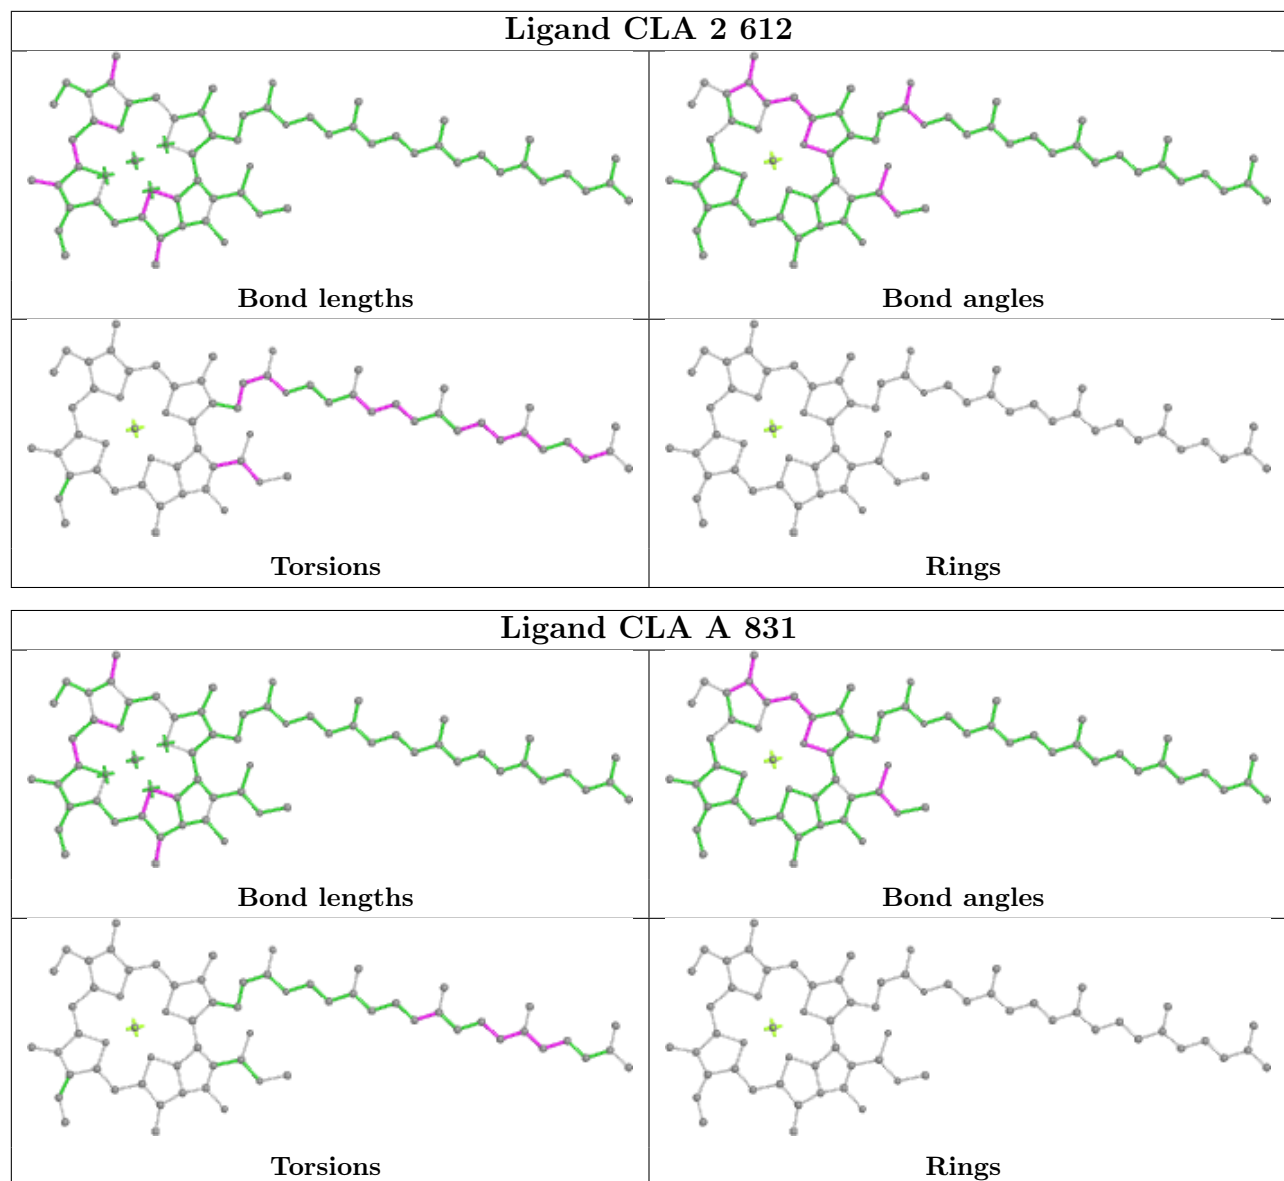 Ligand CLA 2 612
Bond lengths
Bond angles
Torsions
Rings
Ligand CLA A 831
Bond lengths
Bond angles
Torsions
Rings